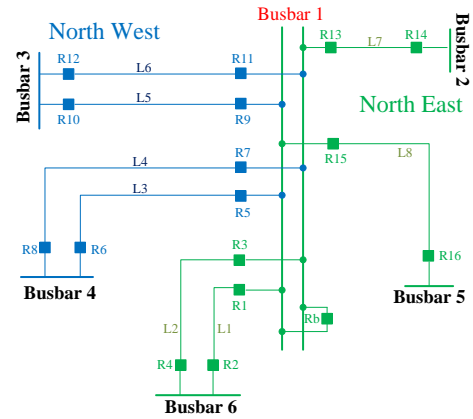 Busbar 1
North West
R13
L7
R14
Busbar 2
Busbar 3
R12
L6
R11
North East
R10
L5
R9
R15
L8
L4
R7
L3
R5
R8
R6
R3
R16
Busbar 4
R1
Busbar 5
L2
L1
Rb
R4
R2
Busbar 6